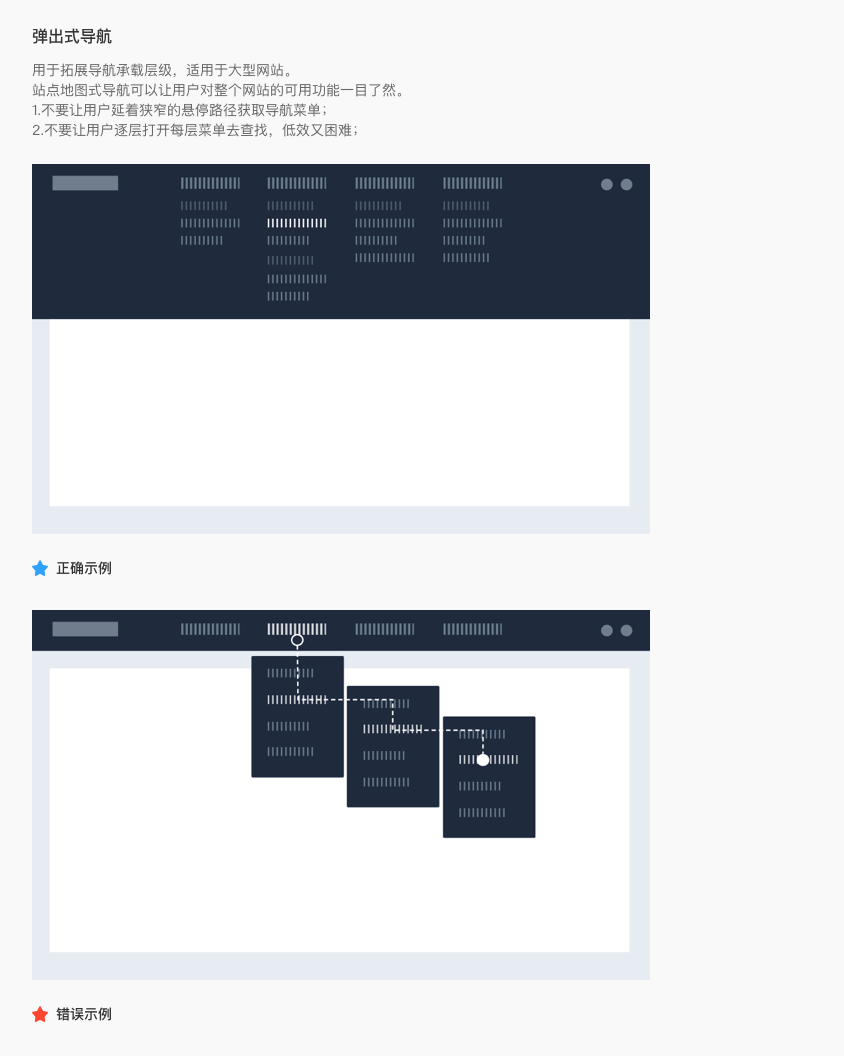 弹出式导航
用于拓展导航承载层级，适用于大型网站。
站点地图式导航可以让用户对整个网站的可用功能一目了然。
1.不要让用户延着狭窄的悬停路径获取导航菜单；
2.不要让用户逐层打开每层菜单去查找，低效又困难；
正确示例
错误示例